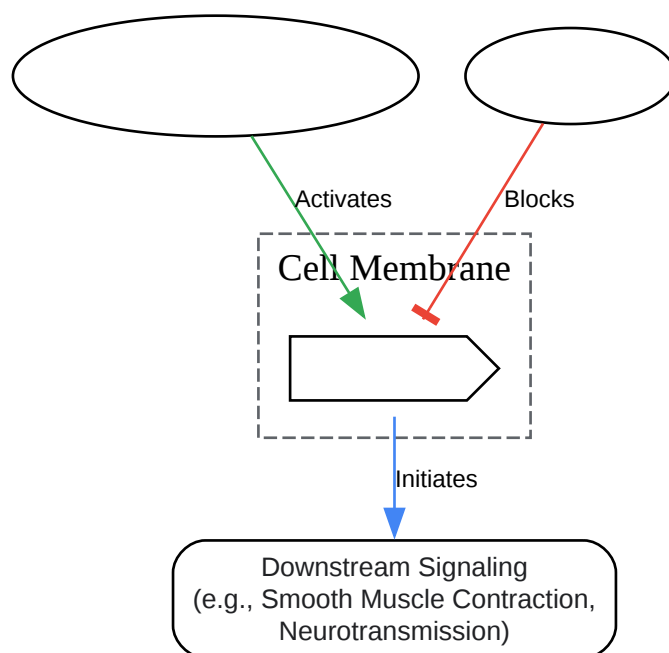 Activates
Blocks
Cell Membrane
Initiates
Downstream Signaling
(e.g., Smooth Muscle Contraction,
Neurotransmission)